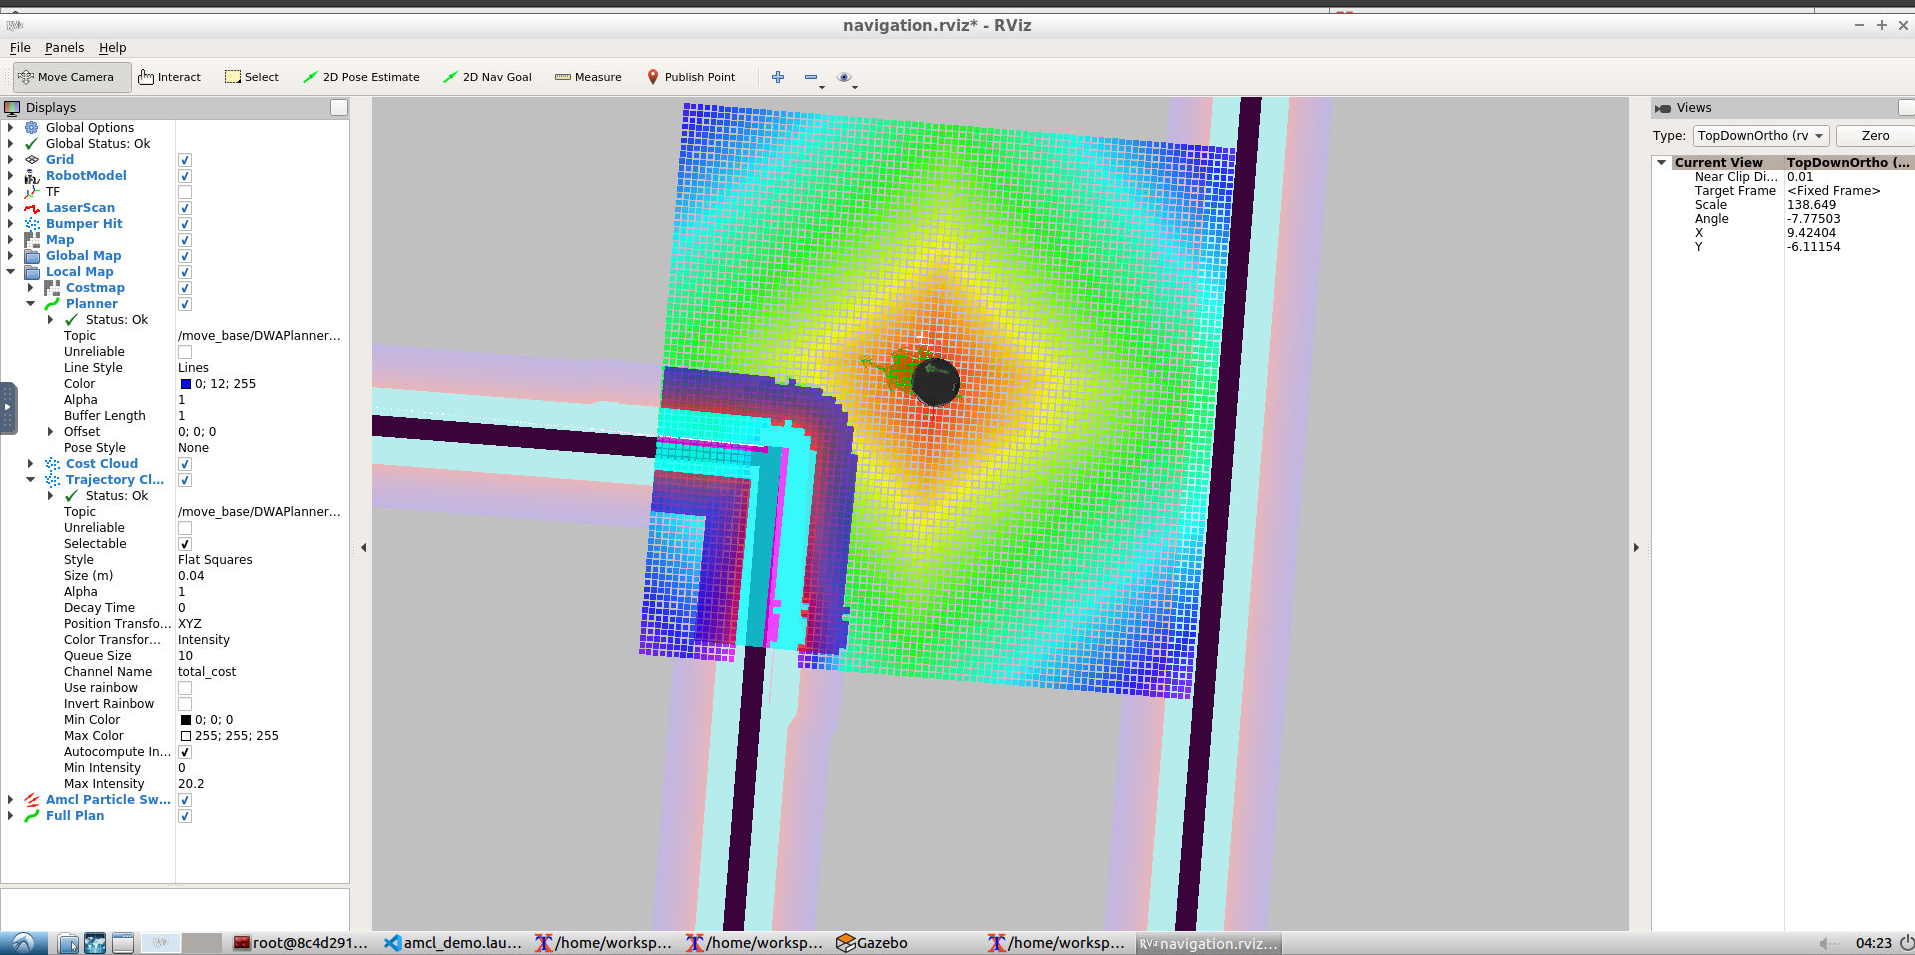 navigation.rviz* - RViz
File Panels Help
Move Camera Interact Select 2D Pose Estimate 2D Nav Goal Measure Publish Point
Displays
Global Options
Global Status: Ok
Grid
RobotModel
TF
LaserScan
Bumper Hit
Map
Global Map
Local Map
Costmap
Planner
Status: Ok
Topic /move_base/DWAPlanner...
Unreliable
Line Style Lines
Color 0; 12; 255
Alpha 1
Buffer Length 1
Offset 0; 0; 0
Pose Style None
Cost Cloud
Trajectory Cl...
Status: Ok
Topic /move_base/DWAPlanner...
Unreliable
Selectable
Style Flat Squares
Size (m) 0.04
Alpha 1
Decay Time 0
Position Transfo... XYZ
Color Transfor... Intensity
Queue Size 10
Channel Name total_cost
Use rainbow
Invert Rainbow
Min Color 0; 0; 0
Max Color 255; 255; 255
Autocompute In...
Min Intensity 0
Max Intensity 20.2
Amcl Particle Sw...
Full Plan
Views
Type: TopDownOrtho (rv Zero
Current View TopDownOrtho (...
Near Clip Di... 0.01
Target Frame <Fixed Frame>
Scale 138.649
Angle -7.77503
X 9.42404
Y -6.11154
RViz root@8c4d291... amcl_demo.lau... /home/worksp... /home/worksp... Gazebo /home/worksp... RViz navigation.rviz... 04:23